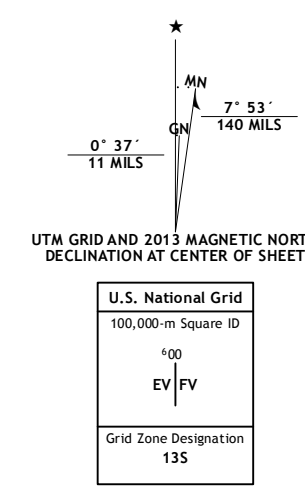 ★
MN
7° 53´
140 MILS
GN
0° 37´
11 MILS
UTM GRID AND 2013 MAGNETIC NORT
DECLINATION AT CENTER OF SHEET
U.S. National Grid
100,000-m Square ID
⁶00
EV FV
Grid Zone Designation
13S